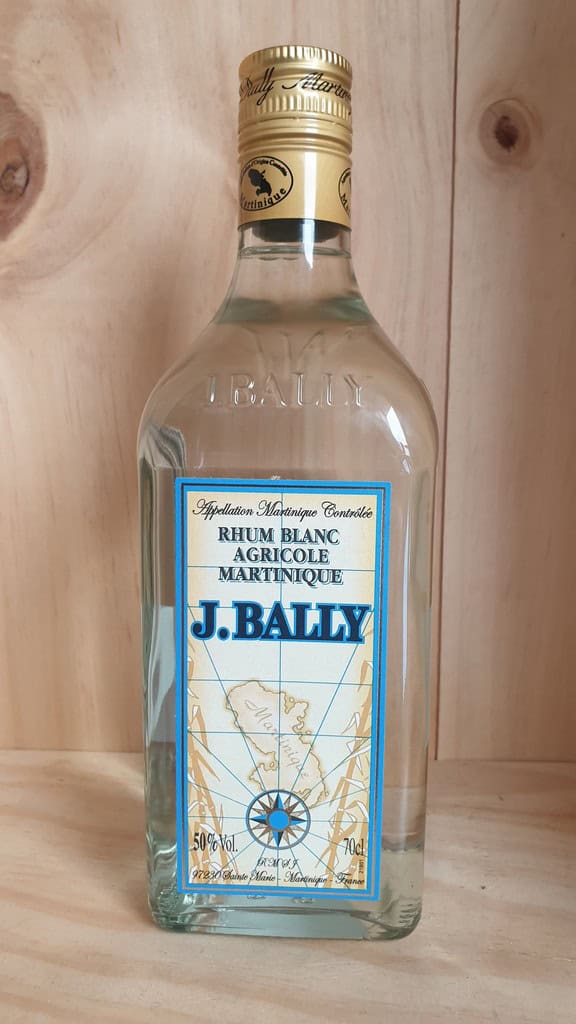 Bally Martin
Martinique
J.BALLY
Appellation Martinique Contrôlée
RHUM BLANC
AGRICOLE
MARTINIQUE
J.BALLY
Martinique
50%Vol.
70cl
R.M.S.J
97230 Sainte Marie - Martinique - France